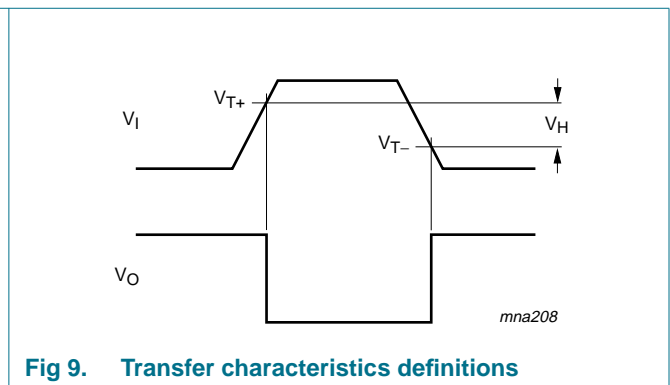 V_T+
V_I
V_H
V_T−
V_O
mna208
Fig 9. Transfer characteristics definitions